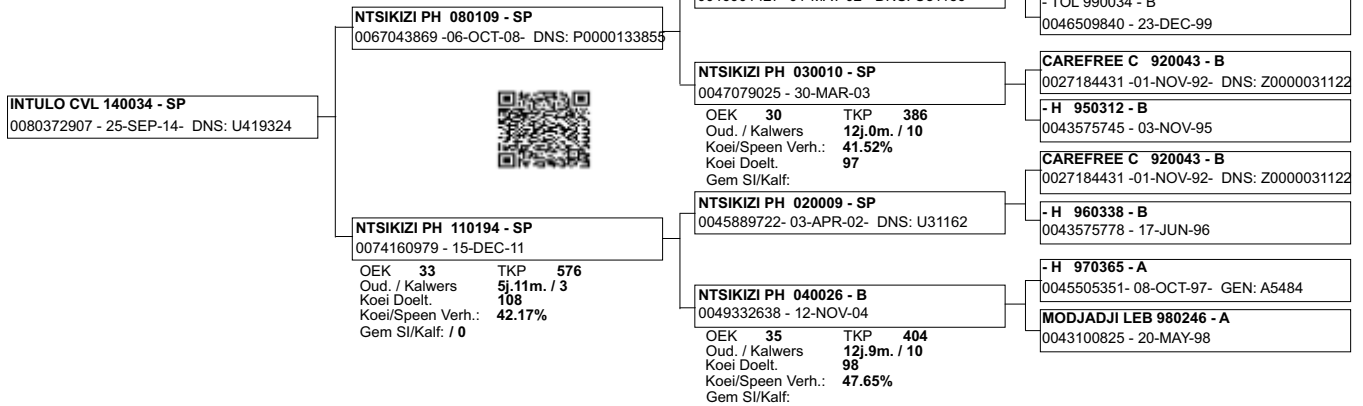 - TOL 990034 - B
0046509840 - 23-DEC-99
NTSIKIZI PH 080109 - SP
0067043869 -06-OCT-08- DNS: P0000133855
NTSIKIZI PH 030010 - SP
0047079025 - 30-MAR-03
OEK 30 TKP 386
Oud. / Kalwers 12j.0m. / 10
Koei/Speen Verh.: 41.52%
Koei Doelt. 97
Gem SI/Kalf:
CAREFREE C 920043 - B
0027184431 -01-NOV-92- DNS: Z0000031122
- H 950312 - B
0043575745 - 03-NOV-95
INTULO CVL 140034 - SP
0080372907 - 25-SEP-14- DNS: U419324
CAREFREE C 920043 - B
0027184431 -01-NOV-92- DNS: Z0000031122
NTSIKIZI PH 020009 - SP
0045889722- 03-APR-02- DNS: U31162
- H 960338 - B
0043575778 - 17-JUN-96
NTSIKIZI PH 110194 - SP
0074160979 - 15-DEC-11
OEK 33 TKP 576
Oud. / Kalwers 5j.11m. / 3
Koei Doelt. 108
Koei/Speen Verh.: 42.17%
Gem SI/Kalf: / 0
- H 970365 - A
0045505351- 08-OCT-97- GEN: A5484
NTSIKIZI PH 040026 - B
0049332638 - 12-NOV-04
OEK 35 TKP 404
Oud. / Kalwers 12j.9m. / 10
Koei Doelt. 98
Koei/Speen Verh.: 47.65%
Gem SI/Kalf:
MODJADJI LEB 980246 - A
0043100825 - 20-MAY-98